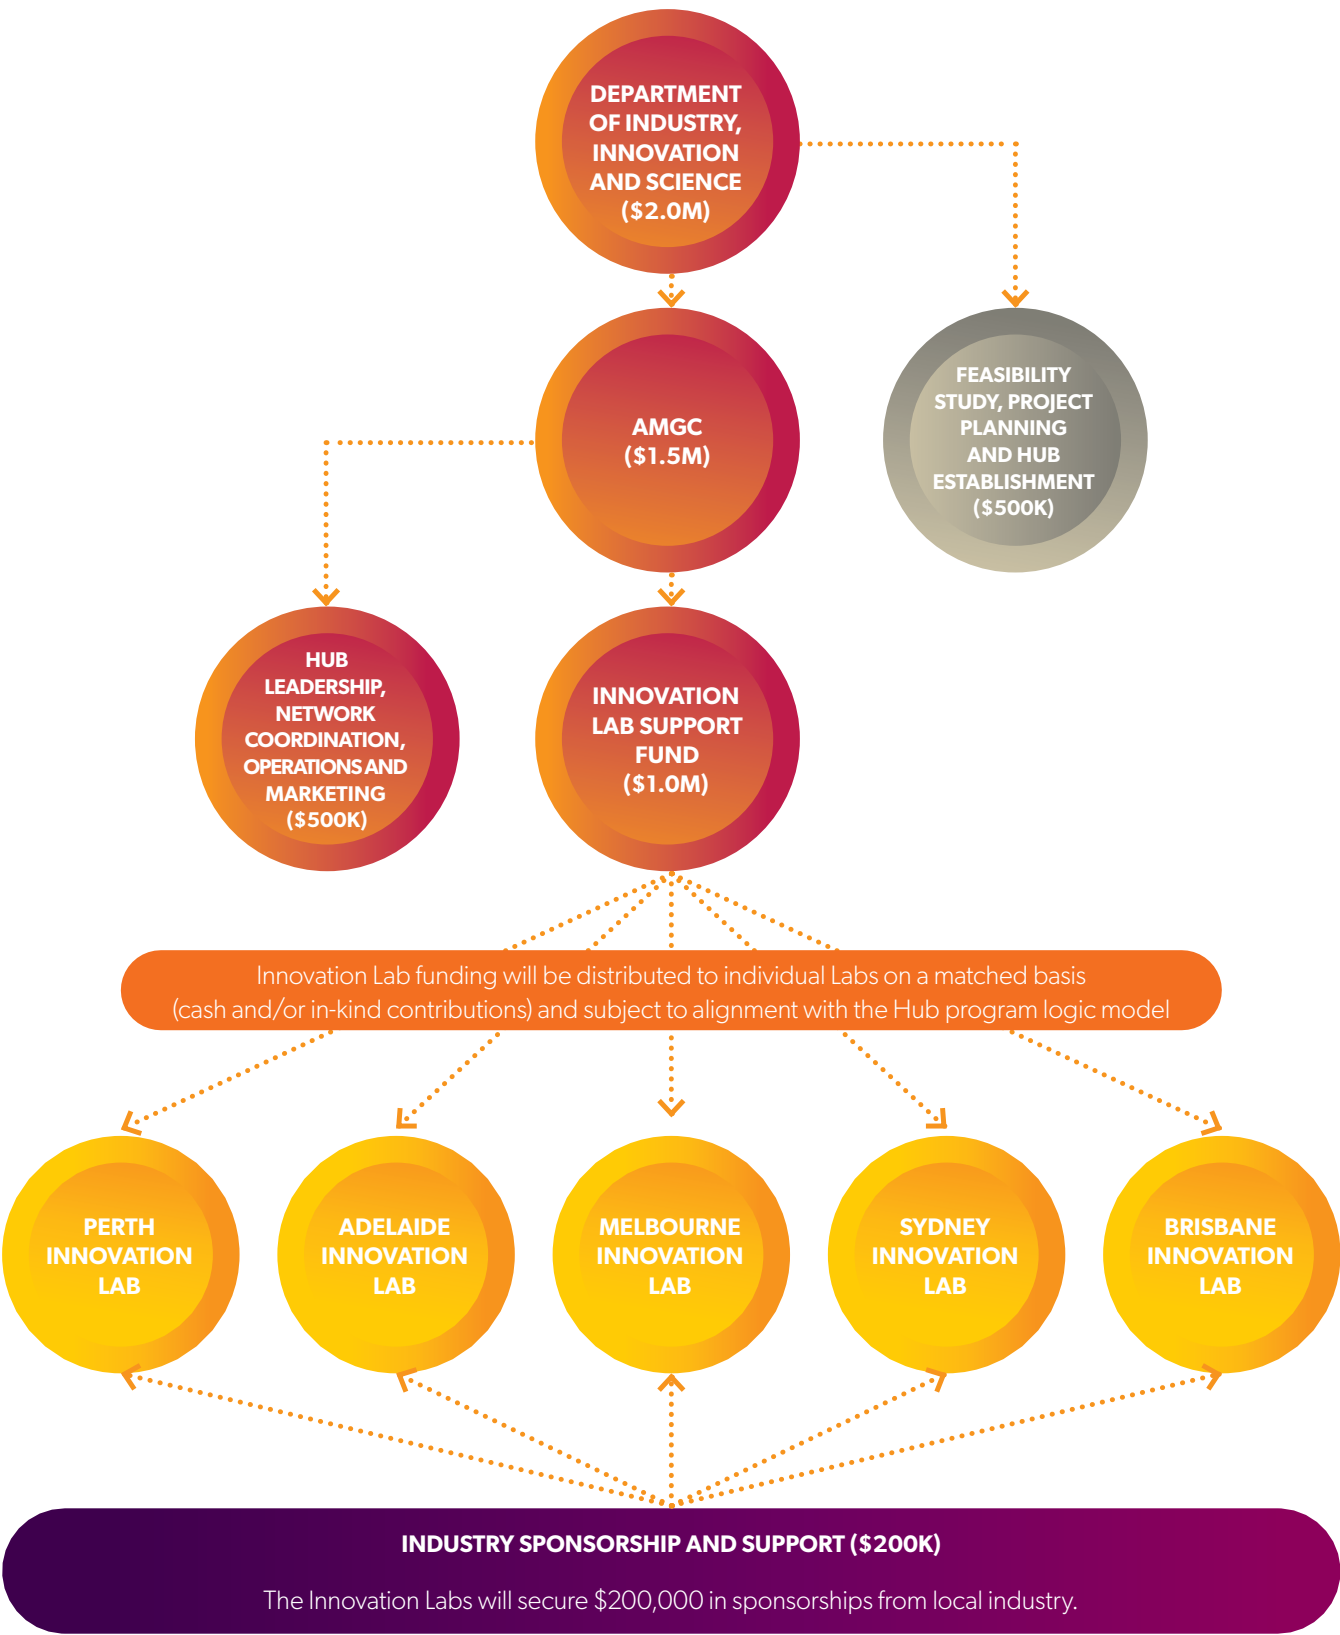 DEPARTMENT
OF INDUSTRY,
INNOVATION
AND SCIENCE
($2.0M)
AMGC
($1.5M)
FEASIBILITY
STUDY, PROJECT
PLANNING
AND HUB
ESTABLISHMENT
($500K)
HUB
LEADERSHIP,
NETWORK
COORDINATION,
OPERATIONS AND
MARKETING
($500K)
INNOVATION
LAB SUPPORT
FUND
($1.0M)
Innovation Lab funding will be distributed to individual Labs on a matched basis
(cash and/or in-kind contributions) and subject to alignment with the Hub program logic model
PERTH
INNOVATION
LAB
ADELAIDE
INNOVATION
LAB
MELBOURNE
INNOVATION
LAB
SYDNEY
INNOVATION
LAB
BRISBANE
INNOVATION
LAB
INDUSTRY SPONSORSHIP AND SUPPORT ($200K)
The Innovation Labs will secure $200,000 in sponsorships from local industry.